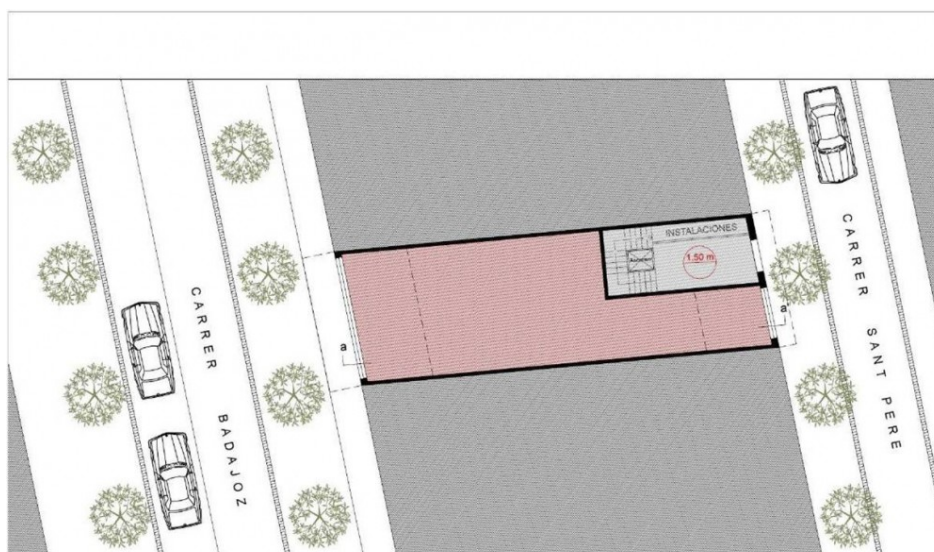 INSTALACIONES
1.50 m
a
a
CARRER BADAJOZ
CARRER SANT PERE